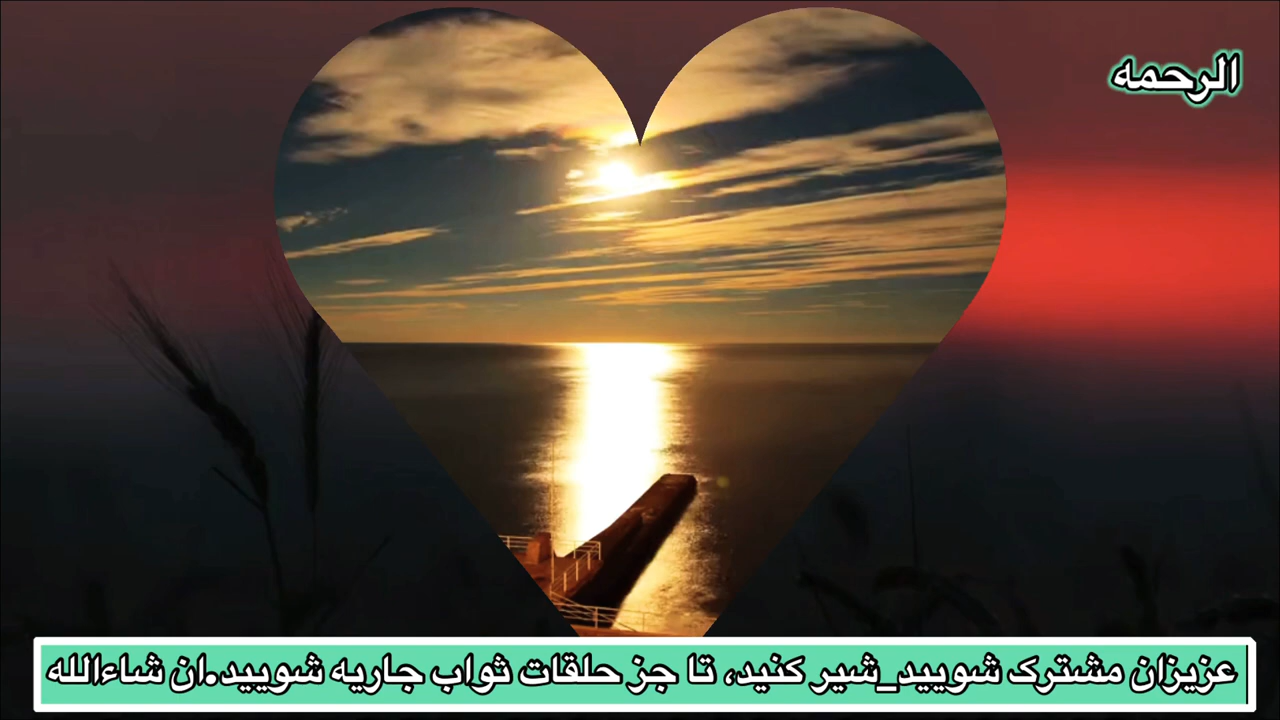 الرحمه
عزیزان مشترک شویید_شیر کنید، تا جز حلقات ثواب جاریه شویید.ان شاءالله